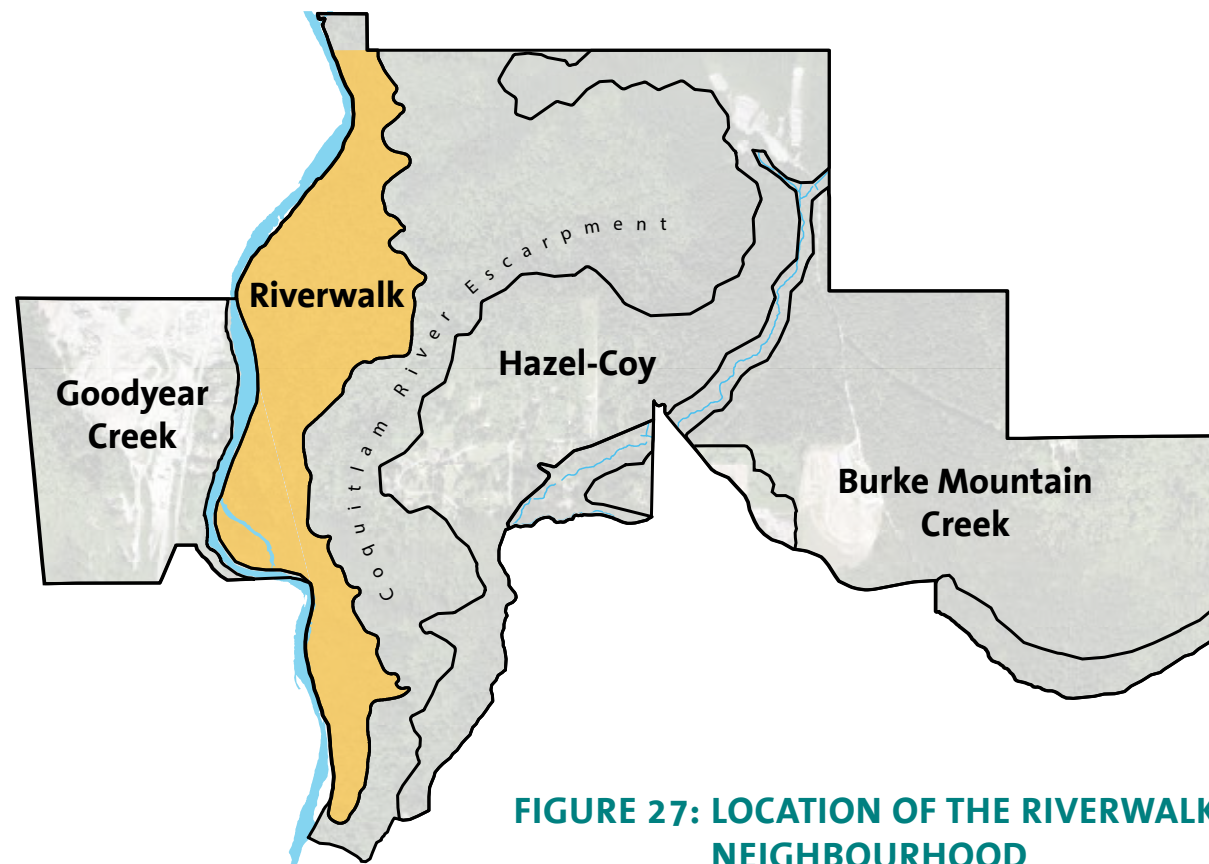 Riverwalk
Coquitlam River Escarpment
Hazel-Coy
Goodyear
Creek
Burke Mountain
Creek
FIGURE 27: LOCATION OF THE RIVERWALK
NEIGHBOURHOOD